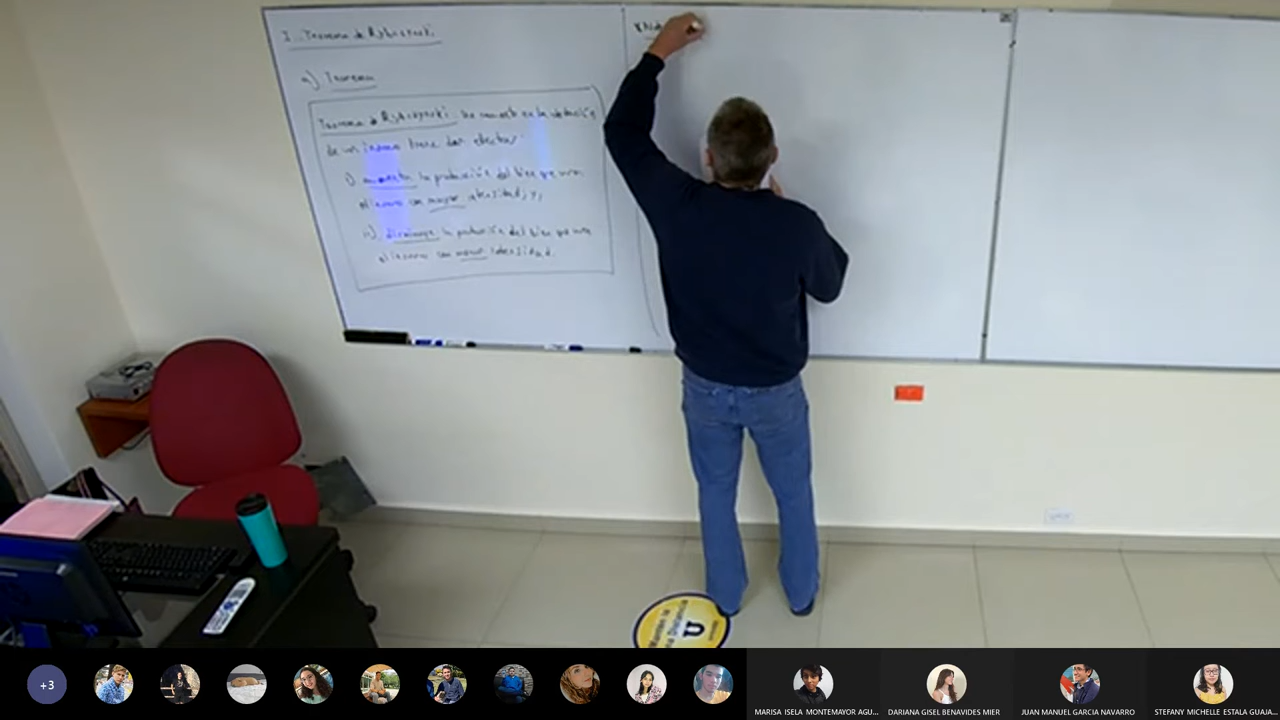 I. Teorema de Rybczynski
a) Teorema
Teorema de Rybczynski: Un aumento en la dotación
de un insumo tiene dos efectos:
i) aumenta la producción del bien que usa
el insumo con mayor intensidad; y,
ii) disminuye la producción del bien que usa
el insumo con menor intensidad.
U
+3
MARISA ISELA MONTEMAYOR AGU...
DARIANA GISEL BENAVIDES MIER
JUAN MANUEL GARCIA NAVARRO
STEFANY MICHELLE ESTALA GUAJA...